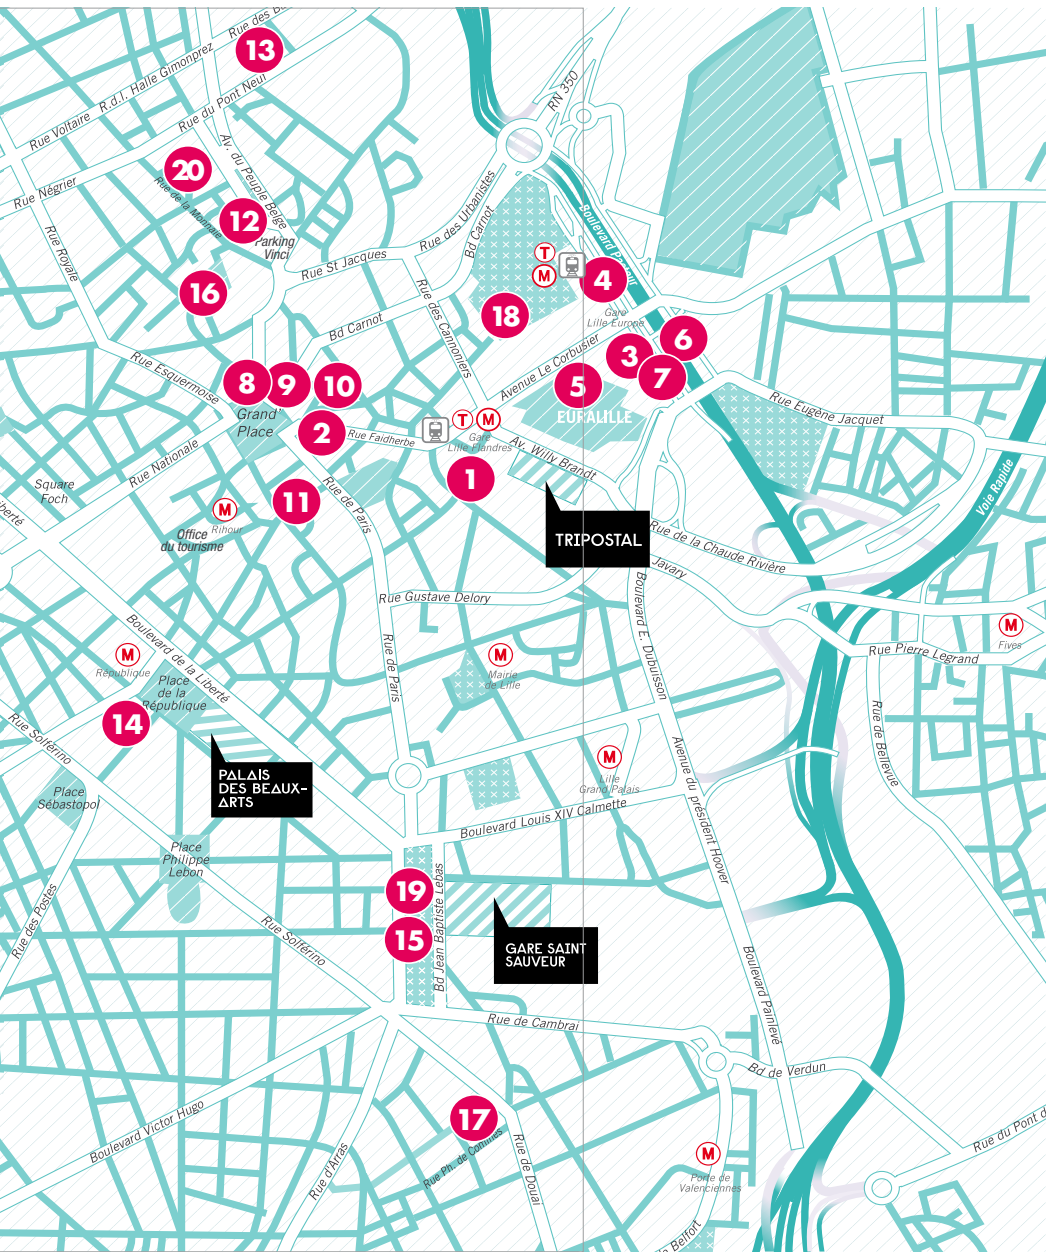 Rue des B
13
R.d.l. Halle Gimonprez
Rue Voltaire
Rue du Pont Neuf
RN 350
Av. du Peuple Belge
20
Rue Négrier
Rue de la Monnaie
12
Parking
Vinci
Rue des Urbanistes
Bd Carnot
Boulevard Pasteur
T
M
4
Rue Royale
Rue St Jacques
16
Rue des Cannoniers
18
Gare
Lille Europe
Bd Carnot
6
3
7
Avenue Le Corbusier
Rue Esquermoise
8
9
10
5
EURALILLE
Rue Eugène Jacquet
Grand'
Place
2
Rue Faidherbe
T
M
Gare
Lille Flandres
Av. Willy Brandt
Rue Nationale
1
Voie Rapide
Square
Foch
iberté
11
Rue de Paris
M
Rihour
Office
du tourisme
TRIPOSTAL
Rue de la Chaude Rivière
Javary
Rue Gustave Delory
Boulevard E. Dubuisson
Boulevard de la Liberté
M
Fives
Rue Pierre Legrand
M
République
Rue de Paris
M
Mairie
de Lille
Place
de la
République
14
Rue Solférino
Rue de Bellevue
PALAIS
DES BEAUX-
ARTS
M
Lille
Grand Palais
Avenue du président Hoover
Place
Sébastopol
Boulevard Louis XIV Calmette
Place
Philippe
Lebon
19
15
Bd Jean Baptiste Lebas
Rue des Postes
Rue Solférino
GARE SAINT
SAUVEUR
Boulevard Painlevé
Rue de Cambrai
Bd de Verdun
Boulevard Victor Hugo
17
Rue Ph. de Comines
Rue d'Arras
Rue de Douai
M
Porte de
Valenciennes
Rue du Pont d
e Belfort